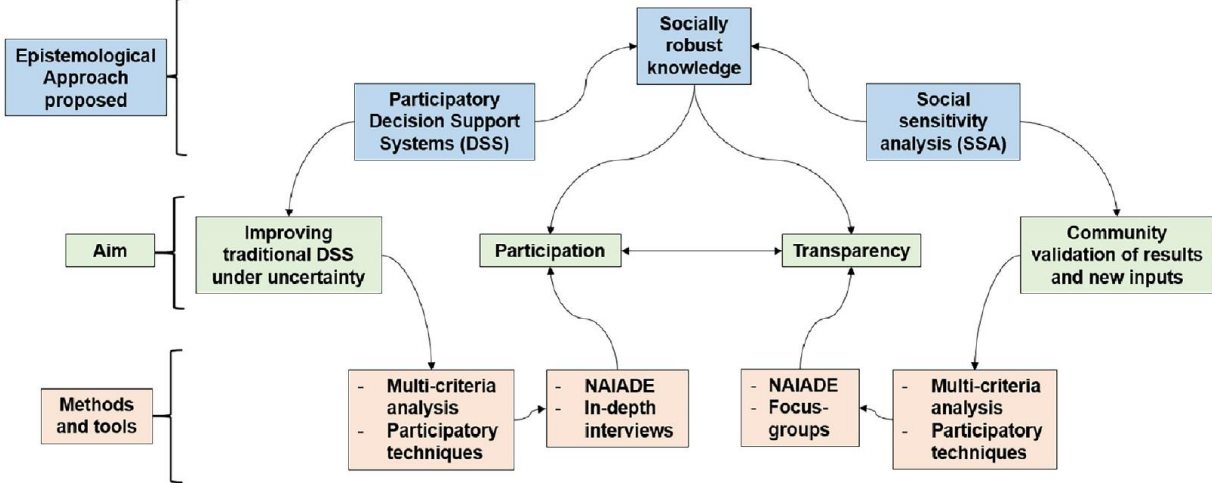 Epistemological
Approach
proposed
Socially
robust
knowledge
Participatory
Decision Support
Systems (DSS)
Social
sensitivity
analysis (SSA)
Aim
Improving
traditional DSS
under uncertainty
Participation
Transparency
Community
validation of results
and new inputs
Methods
and tools
- Multi-criteria
analysis
- Participatory
techniques
- NAIADE
- In-depth
interviews
- NAIADE
- Focus-
groups
- Multi-criteria
analysis
- Participatory
techniques